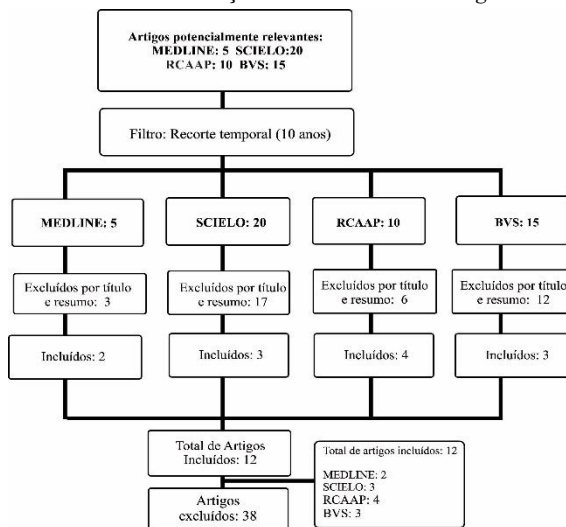 Artigos potencialmente relevantes:
MEDLINE: 5 SCIELO:20
RCAAP: 10 BVS: 15
Filtro: Recorte temporal (10 anos)
MEDLINE: 5
SCIELO: 20
RCAAP: 10
BVS: 15
Excluídos por título
e resumo: 3
Excluídos por título
e resumo: 17
Excluídos por título
e resumo: 6
Excluídos por título
e resumo: 12
Incluídos: 2
Incluídos: 3
Incluídos: 4
Incluídos: 3
Total de Artigos
Incluídos: 12
Total de artigos incluídos: 12
MEDLINE: 2
SCIELO: 3
RCAAP: 4
BVS: 3
Artigos
excluídos: 38